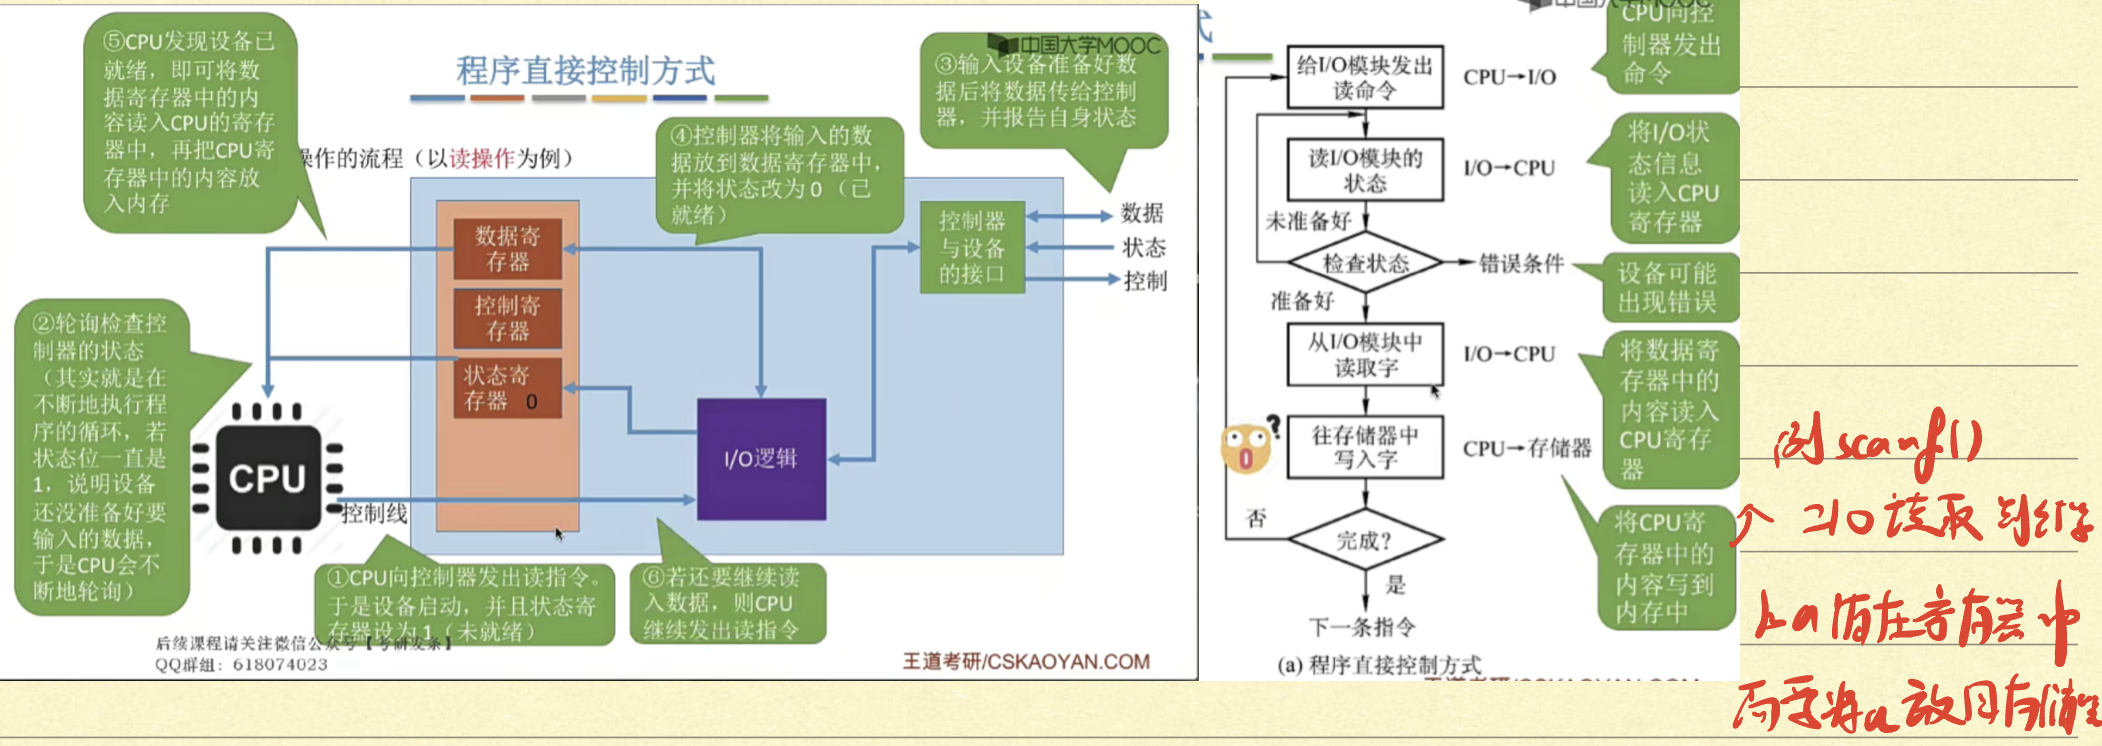 ⑤CPU发现设备已
就绪，即可将数
据寄存器中的内
容读入CPU的寄存
器中，再把CPU寄
存器中的内容放
入内存
程序直接控制方式
中国大学MOOC
③输入设备准备好数
据后将数据传给控制
器，并报告自身状态
④控制器将输入的数
据放到数据寄存器中，
并将状态改为0（已
就绪）
操作的流程（以读操作为例）
数据寄
存器
控制寄
存器
状态寄
存器 0
控制器
与设备
的接口
数据
状态
控制
②轮询检查控
制器的状态
（其实就是在
不断地执行程
序的循环，若
状态位一直是
1，说明设备
还没准备好要
输入的数据，
于是CPU会不
断地轮询）
CPU
I/O逻辑
控制线
①CPU向控制器发出读指令。
于是设备启动，并且状态寄
存器设为1（未就绪）
⑥若还要继续读
入数据，则CPU
继续发出读指令
后续课程请关注微信公众号【考研发条】
QQ群组：618074023
王道考研/CSKAOYAN.COM
式
中国大学MOOC
给I/O模块发出
读命令
CPU→I/O
CPU向控
制器发出
命令
读I/O模块的
状态
I/O→CPU
将I/O状
态信息
读入CPU
寄存器
未准备好
检查状态
错误条件
设备可能
出现错误
准备好
从I/O模块中
读取字
I/O→CPU
将数据寄
存器中的
内容读入
CPU寄存
器
往存储器中
写入字
CPU→存储器
将CPU寄
存器中的
内容写到
内存中
否
完成？
是
下一条指令
(a) 程序直接控制方式
王道考研/CSKAOYAN.COM
例 scanf()
I/O 读取 到
a
a 放